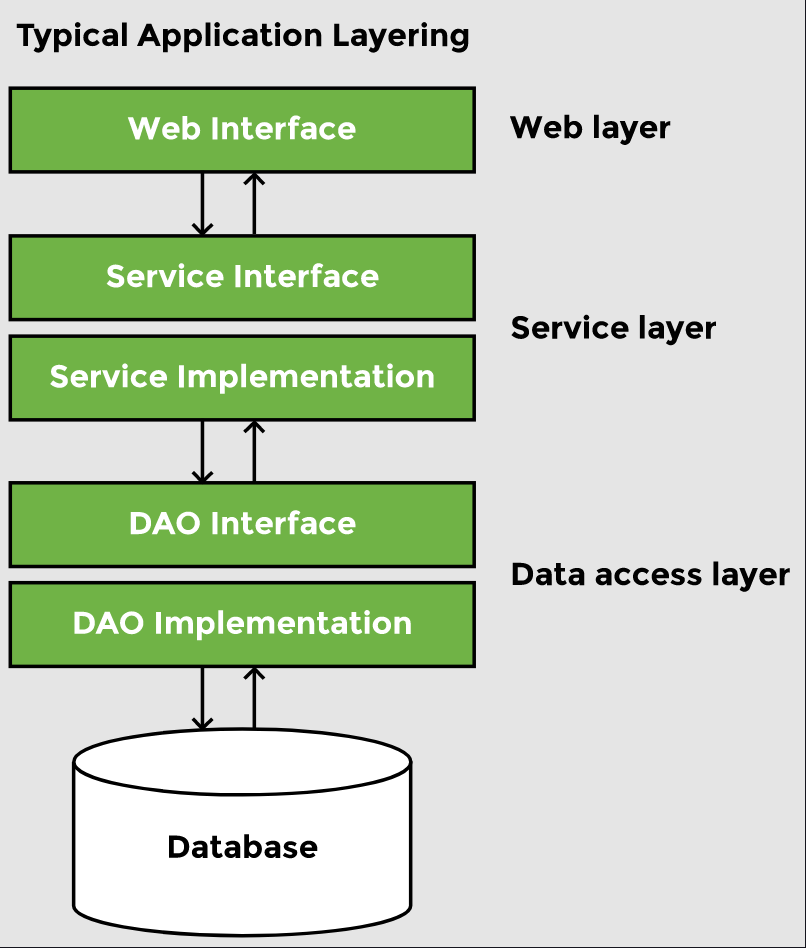 Typical Application Layering
Web Interface
Web layer
Service Interface
Service layer
Service Implementation
DAO Interface
Data access layer
DAO Implementation
Database